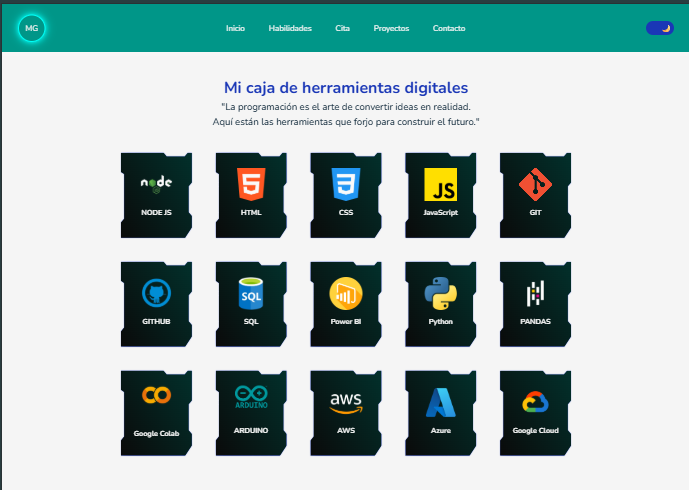 MG
Inicio
Habilidades
Cita
Proyectos
Contacto
Mi caja de herramientas digitales
"La programación es el arte de convertir ideas en realidad.
Aquí están las herramientas que forjo para construir el futuro."
node
NODE JS
5
HTML
3
CSS
JS
JavaScript
GIT
GITHUB
SQL
SQL
Power BI
Python
PANDAS
Google Colab
ARDUINO
ARDUINO
aws
AWS
Azure
Google Cloud